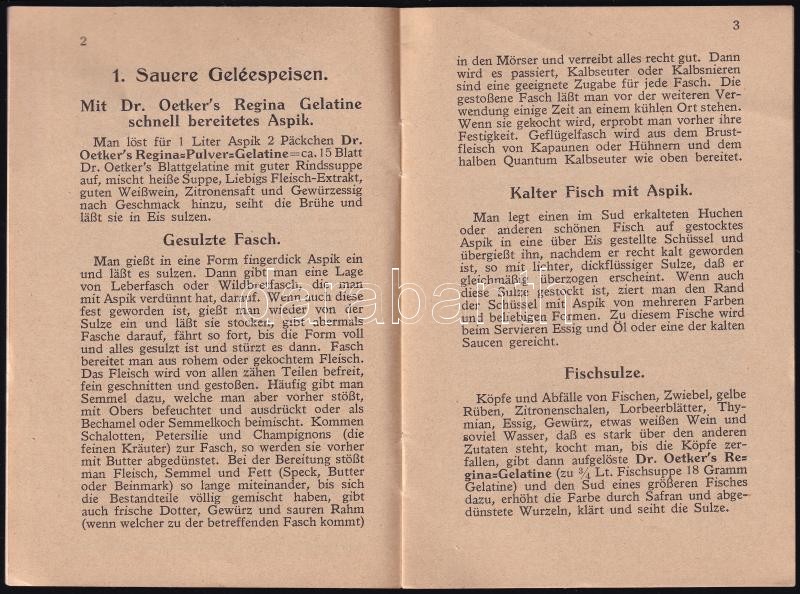 2
1. Sauere Geléespeisen.
Mit Dr. Oetker's Regina Gelatine
schnell bereitetes Aspik.
Man löst für 1 Liter Aspik 2 Päckchen Dr.
Oetker's Regina=Pulver=Gelatine=ca. 15 Blatt
Dr. Oetker's Blattgelatine mit guter Rindssuppe
auf, mischt heiße Suppe, Liebigs Fleisch-Extrakt,
guten Weißwein, Zitronensaft und Gewürzessig
nach Geschmack hinzu, seiht die Brühe und
läßt sie in Eis sulzen.
Gesulzte Fasch.
Man gießt in eine Form fingerdick Aspik ein
und läßt es sulzen. Dann gibt man eine Lage
von Leberfasch oder Wildbretfasch, die man
mit Aspik verdünnt hat, darauf. Wenn auch diese
fest geworden ist, gießt man wieder von der
Sulze ein und läßt sie stocken, gibt abermals
Fasche darauf, fährt so fort, bis die Form voll
und alles gesulzt ist und stürzt es dann. Fasch
bereitet man aus rohem oder gekochtem Fleisch.
Das Fleisch wird von allen zähen Teilen befreit,
fein geschnitten und gestoßen. Häufig gibt man
Semmel dazu, welche man aber vorher stößt,
mit Obers befeuchtet und ausdrückt oder als
Bechamel oder Semmelkoch beimischt. Kommen
Schalotten, Petersilie und Champignons (die
feinen Kräuter) zur Fasch, so werden sie vorher
mit Butter abgedünstet. Bei der Bereitung stößt
man Fleisch, Semmel und Fett (Speck, Butter
oder Beinmark) so lange miteinander, bis sich
die Bestandteile völlig gemischt haben, gibt
auch frische Dotter, Gewürz und sauren Rahm
(wenn welcher zu der betreffenden Fasch kommt)
3
in den Mörser und verreibt alles recht gut. Dann
wird es passiert, Kalbseuter oder Kalbsnieren
sind eine geeignete Zugabe für jede Fasch. Die
gestoßene Fasch läßt man vor der weiteren Ver-
wendung einige Zeit an einem kühlen Ort stehen.
Wenn sie gekocht wird, erprobt man vorher ihre
Festigkeit. Geflügelfasch wird aus dem Brust-
fleisch von Kapaunen oder Hühnern und dem
halben Quantum Kalbseuter wie oben bereitet.
Kalter Fisch mit Aspik.
Man legt einen im Sud erkalteten Huchen
oder anderen schönen Fisch auf gestocktes
Aspik in eine über Eis gestellte Schüssel und
übergießt ihn, nachdem er recht kalt geworden
ist, so mit lichter, dickflüssiger Sulze, daß er
gleichmäßig überzogen erscheint. Wenn auch
diese Sulze gestockt ist, ziert man den Rand
der Schüssel mit Aspik von mehreren Farben
und beliebigen Formen. Zu diesem Fische wird
beim Servieren Essig und Öl oder eine der kalten
Saucen gereicht.
Fischsulze.
Köpfe und Abfälle von Fischen, Zwiebel, gelbe
Rüben, Zitronenschalen, Lorbeerblätter, Thy-
mian, Essig, Gewürz, etwas weißen Wein und
soviel Wasser, daß es stark über den anderen
Zutaten steht, kocht man, bis die Köpfe zer-
fallen, gibt dann aufgelöste Dr. Oetker's Re=
gina=Gelatine (zu ¾ Lt. Fischsuppe 18 Gramm
Gelatine) und den Sud eines größeren Fisches
dazu, erhöht die Farbe durch Safran und abge-
dünstete Wurzeln, klärt und seiht die Sulze.
darabanth